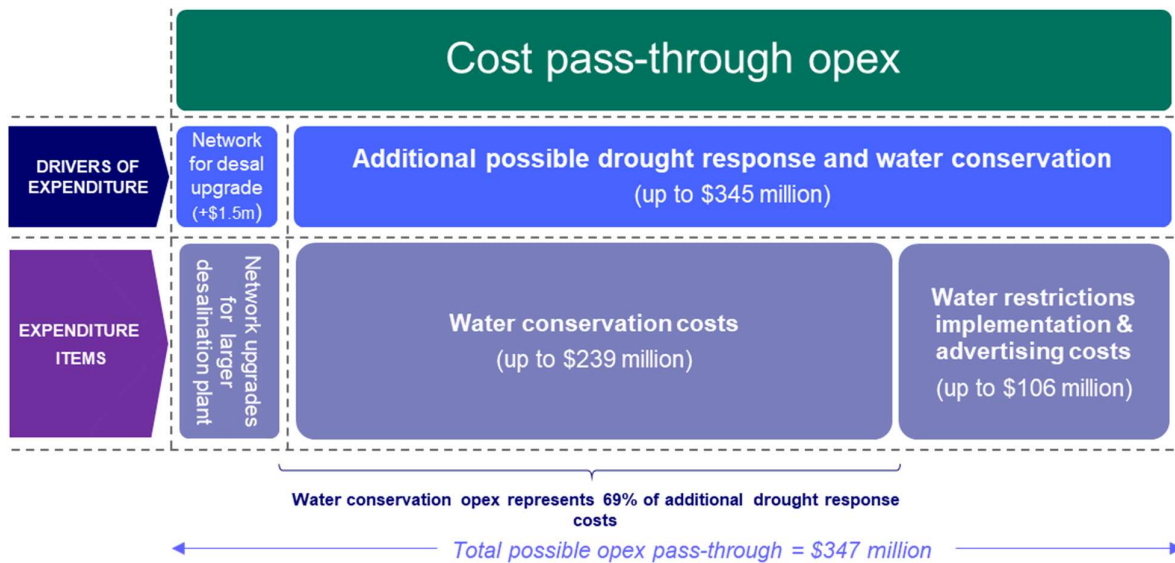 Cost pass-through opex
DRIVERS OF
EXPENDITURE
Network
for desal
upgrade
(+$1.5m)
Additional possible drought response and water conservation
(up to $345 million)
EXPENDITURE
ITEMS
Network upgrades
for larger
desalination plant
Water conservation costs
(up to $239 million)
Water restrictions
implementation &
advertising costs
(up to $106 million)
Water conservation opex represents 69% of additional drought response
costs
Total possible opex pass-through = $347 million